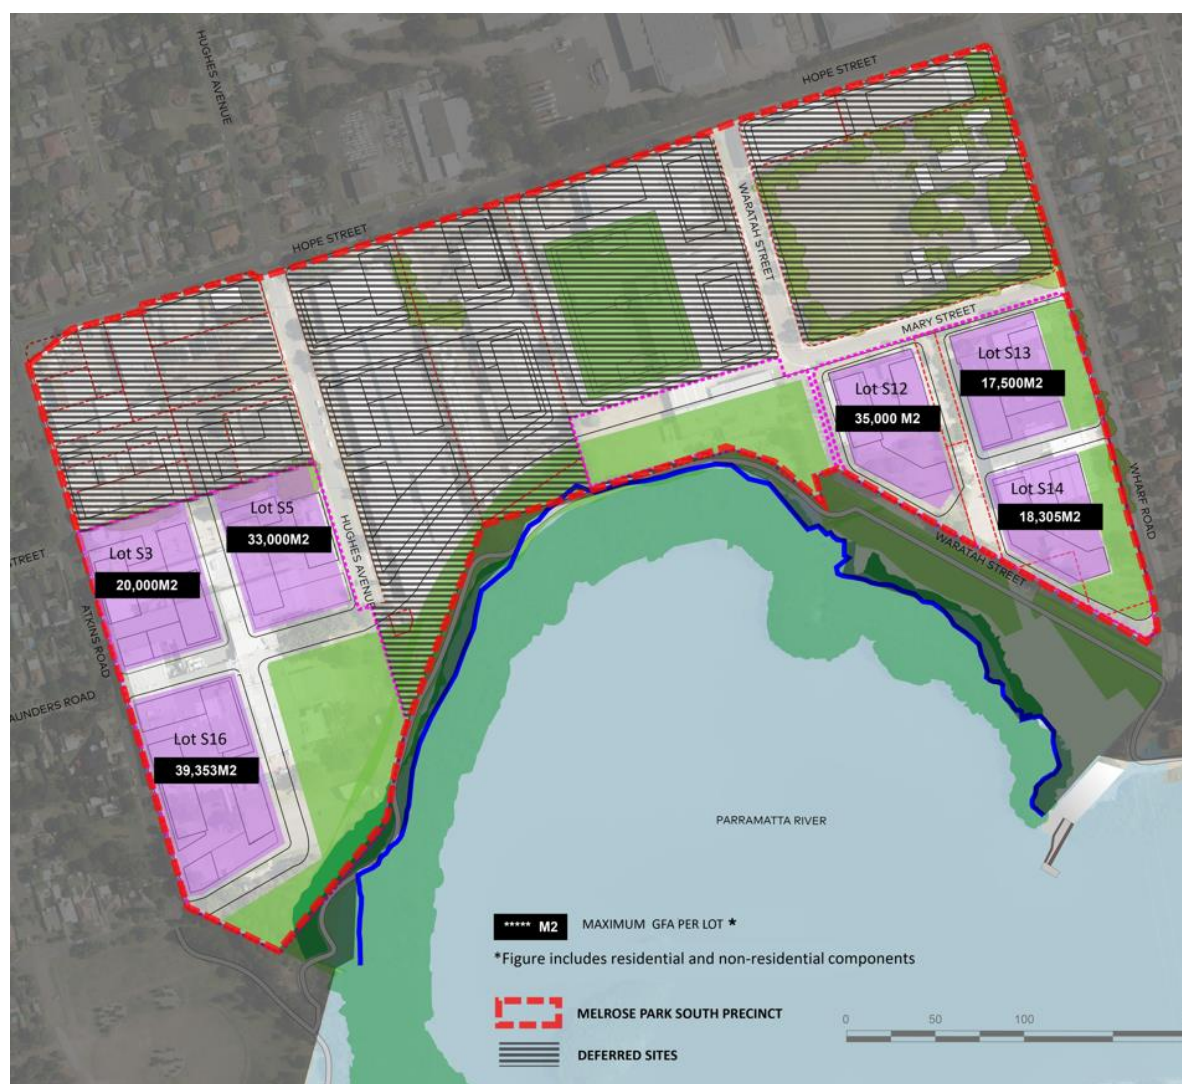 HUGHES AVENUE
HOPE STREET
HOPE STREET
WARATAH STREET
MARY STREET
Lot S13
17,500M2
Lot S12
35,000 M2
Lot S14
18,305M2
WHARF ROAD
WARATAH STREET
Lot S5
33,000M2
HUGHES AVENUE
Lot S3
20,000M2
STREET
ATKINS ROAD
AUNDERS ROAD
Lot S16
39,353M2
PARRAMATTA RIVER
***** M2 MAXIMUM GFA PER LOT *
*Figure includes residential and non-residential components
MELROSE PARK SOUTH PRECINCT
0 50 100
DEFERRED SITES